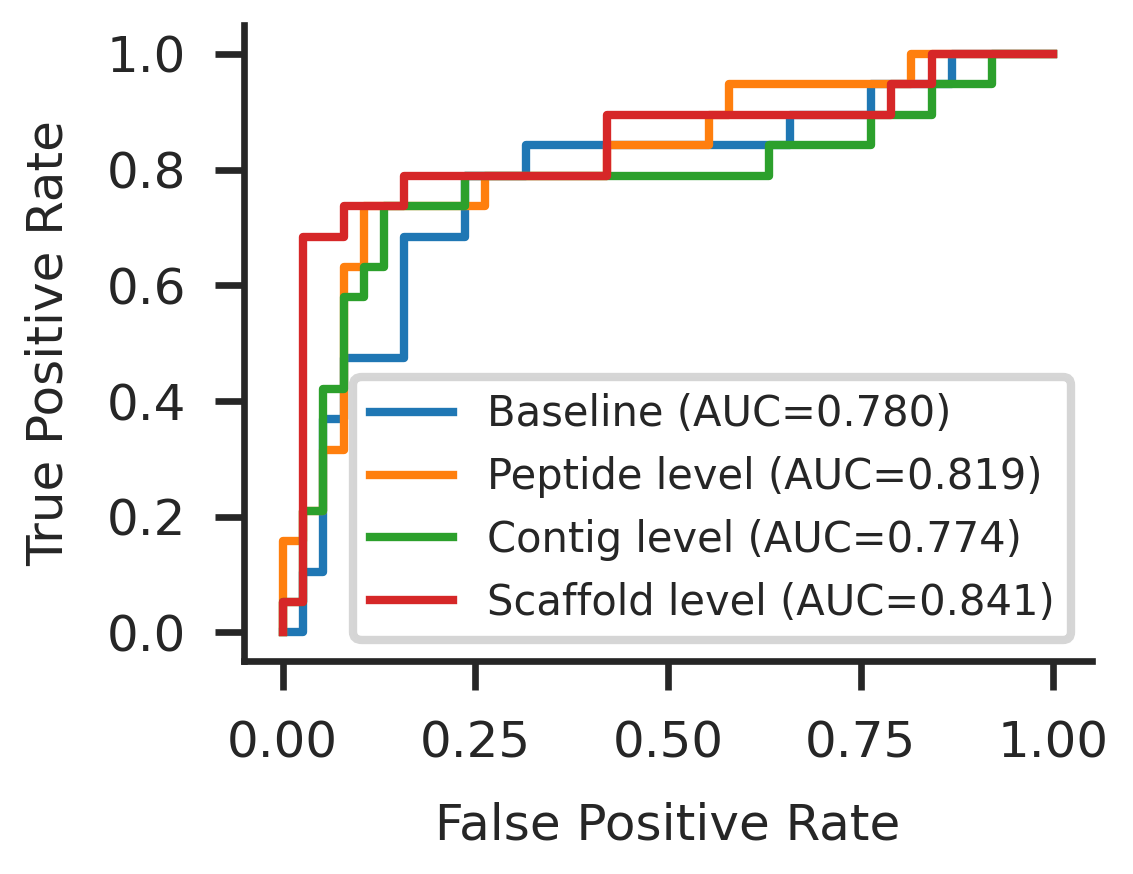 True Positive Rate
1.0
0.8
0.6
0.4
0.2
0.0
Baseline (AUC=0.780)
Peptide level (AUC=0.819)
Contig level (AUC=0.774)
Scaffold level (AUC=0.841)
0.00 0.25 0.50 0.75 1.00
False Positive Rate